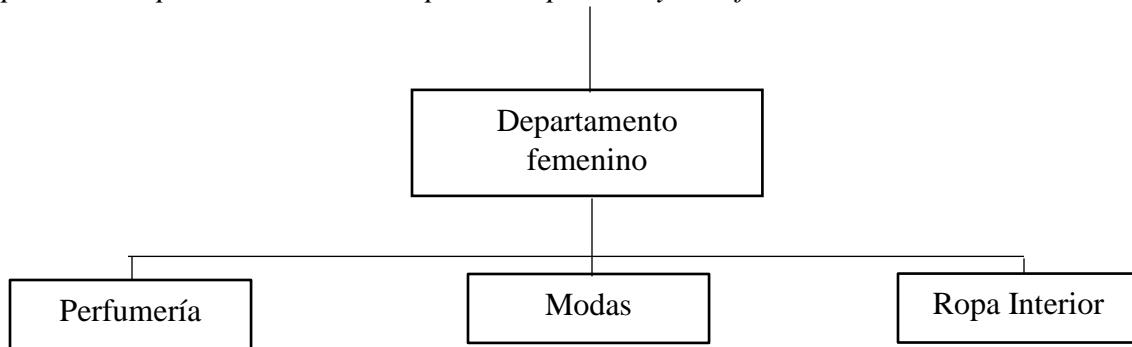 Departamento
femenino
Perfumería
Modas
Ropa Interior